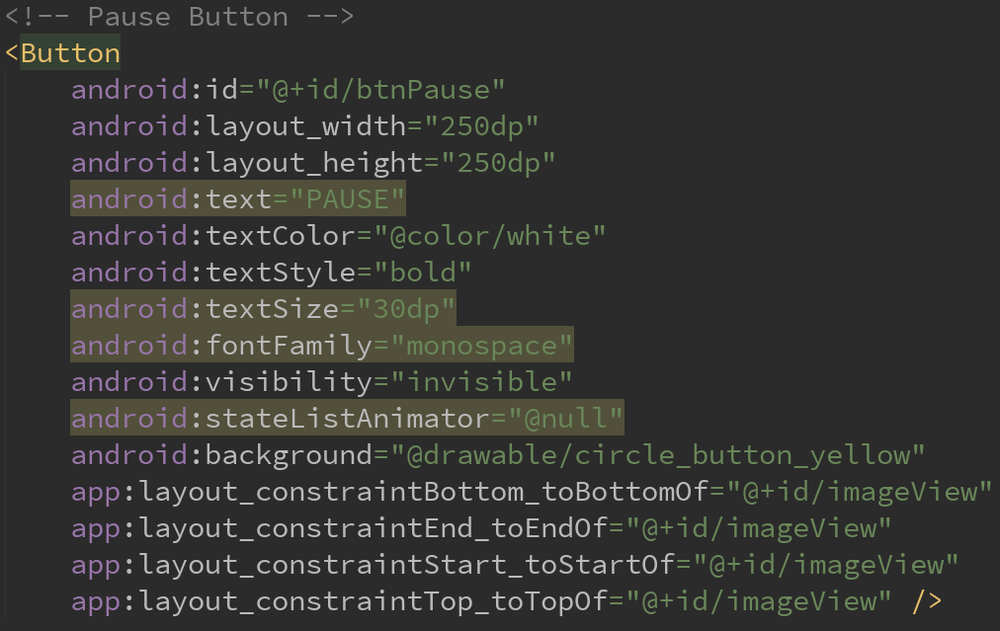 <!-- Pause Button -->
<Button
android:id="@+id/btnPause"
android:layout_width="250dp"
android:layout_height="250dp"
android:text="PAUSE"
android:textColor="@color/white"
android:textStyle="bold"
android:textSize="30dp"
android:fontFamily="monospace"
android:visibility="invisible"
android:stateListAnimator="@null"
android:background="@drawable/circle_button_yellow"
app:layout_constraintBottom_toBottomOf="@+id/imageView"
app:layout_constraintEnd_toEndOf="@+id/imageView"
app:layout_constraintStart_toStartOf="@+id/imageView"
app:layout_constraintTop_toTopOf="@+id/imageView" />